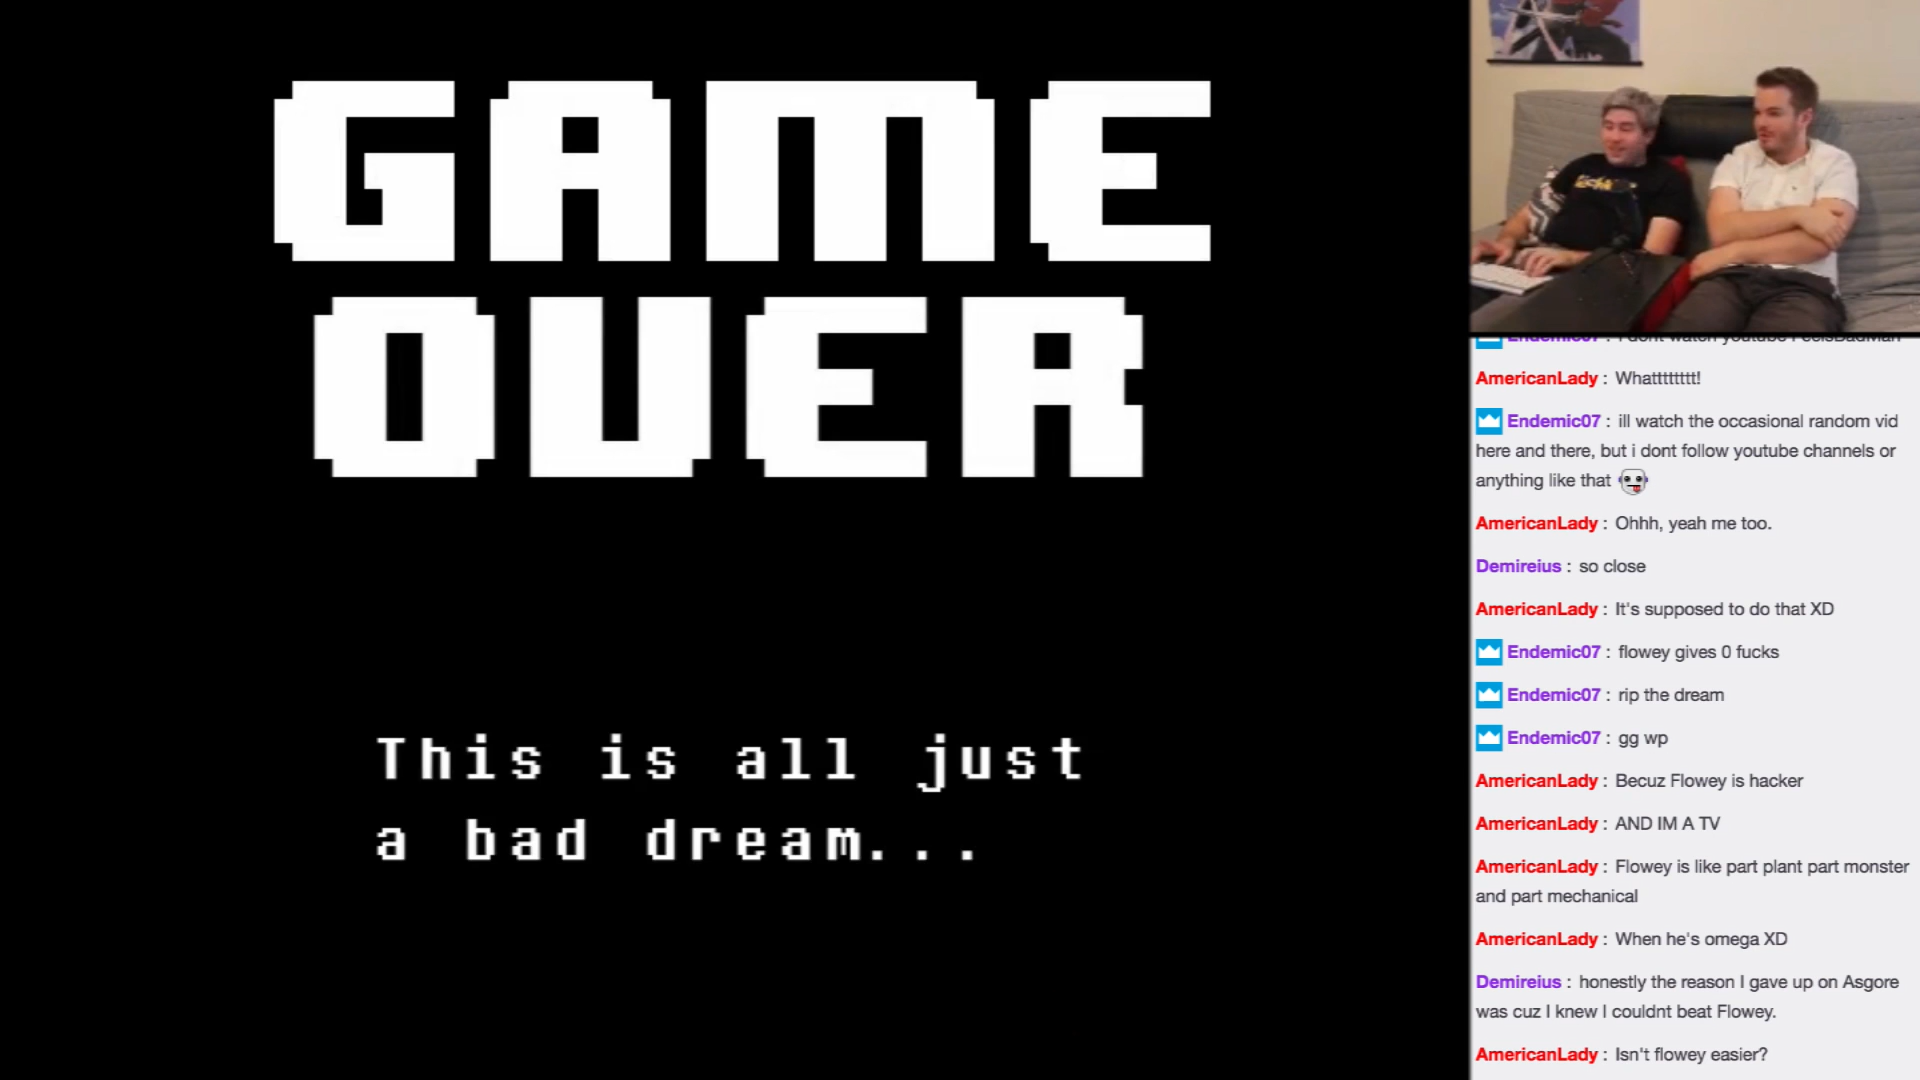 GAME
OVER
This is all just
a bad dream...
Endemic07 : I dont watch youtube FeelsBadMan
AmericanLady : Whatttttttt!
Endemic07 : ill watch the occasional random vid
here and there, but i dont follow youtube channels or
anything like that
AmericanLady : Ohhh, yeah me too.
Demireius : so close
AmericanLady : It's supposed to do that XD
Endemic07 : flowey gives 0 fucks
Endemic07 : rip the dream
Endemic07 : gg wp
AmericanLady : Becuz Flowey is hacker
AmericanLady : AND IM A TV
AmericanLady : Flowey is like part plant part monster
and part mechanical
AmericanLady : When he's omega XD
Demireius : honestly the reason I gave up on Asgore
was cuz I knew I couldnt beat Flowey.
AmericanLady : Isn't flowey easier?